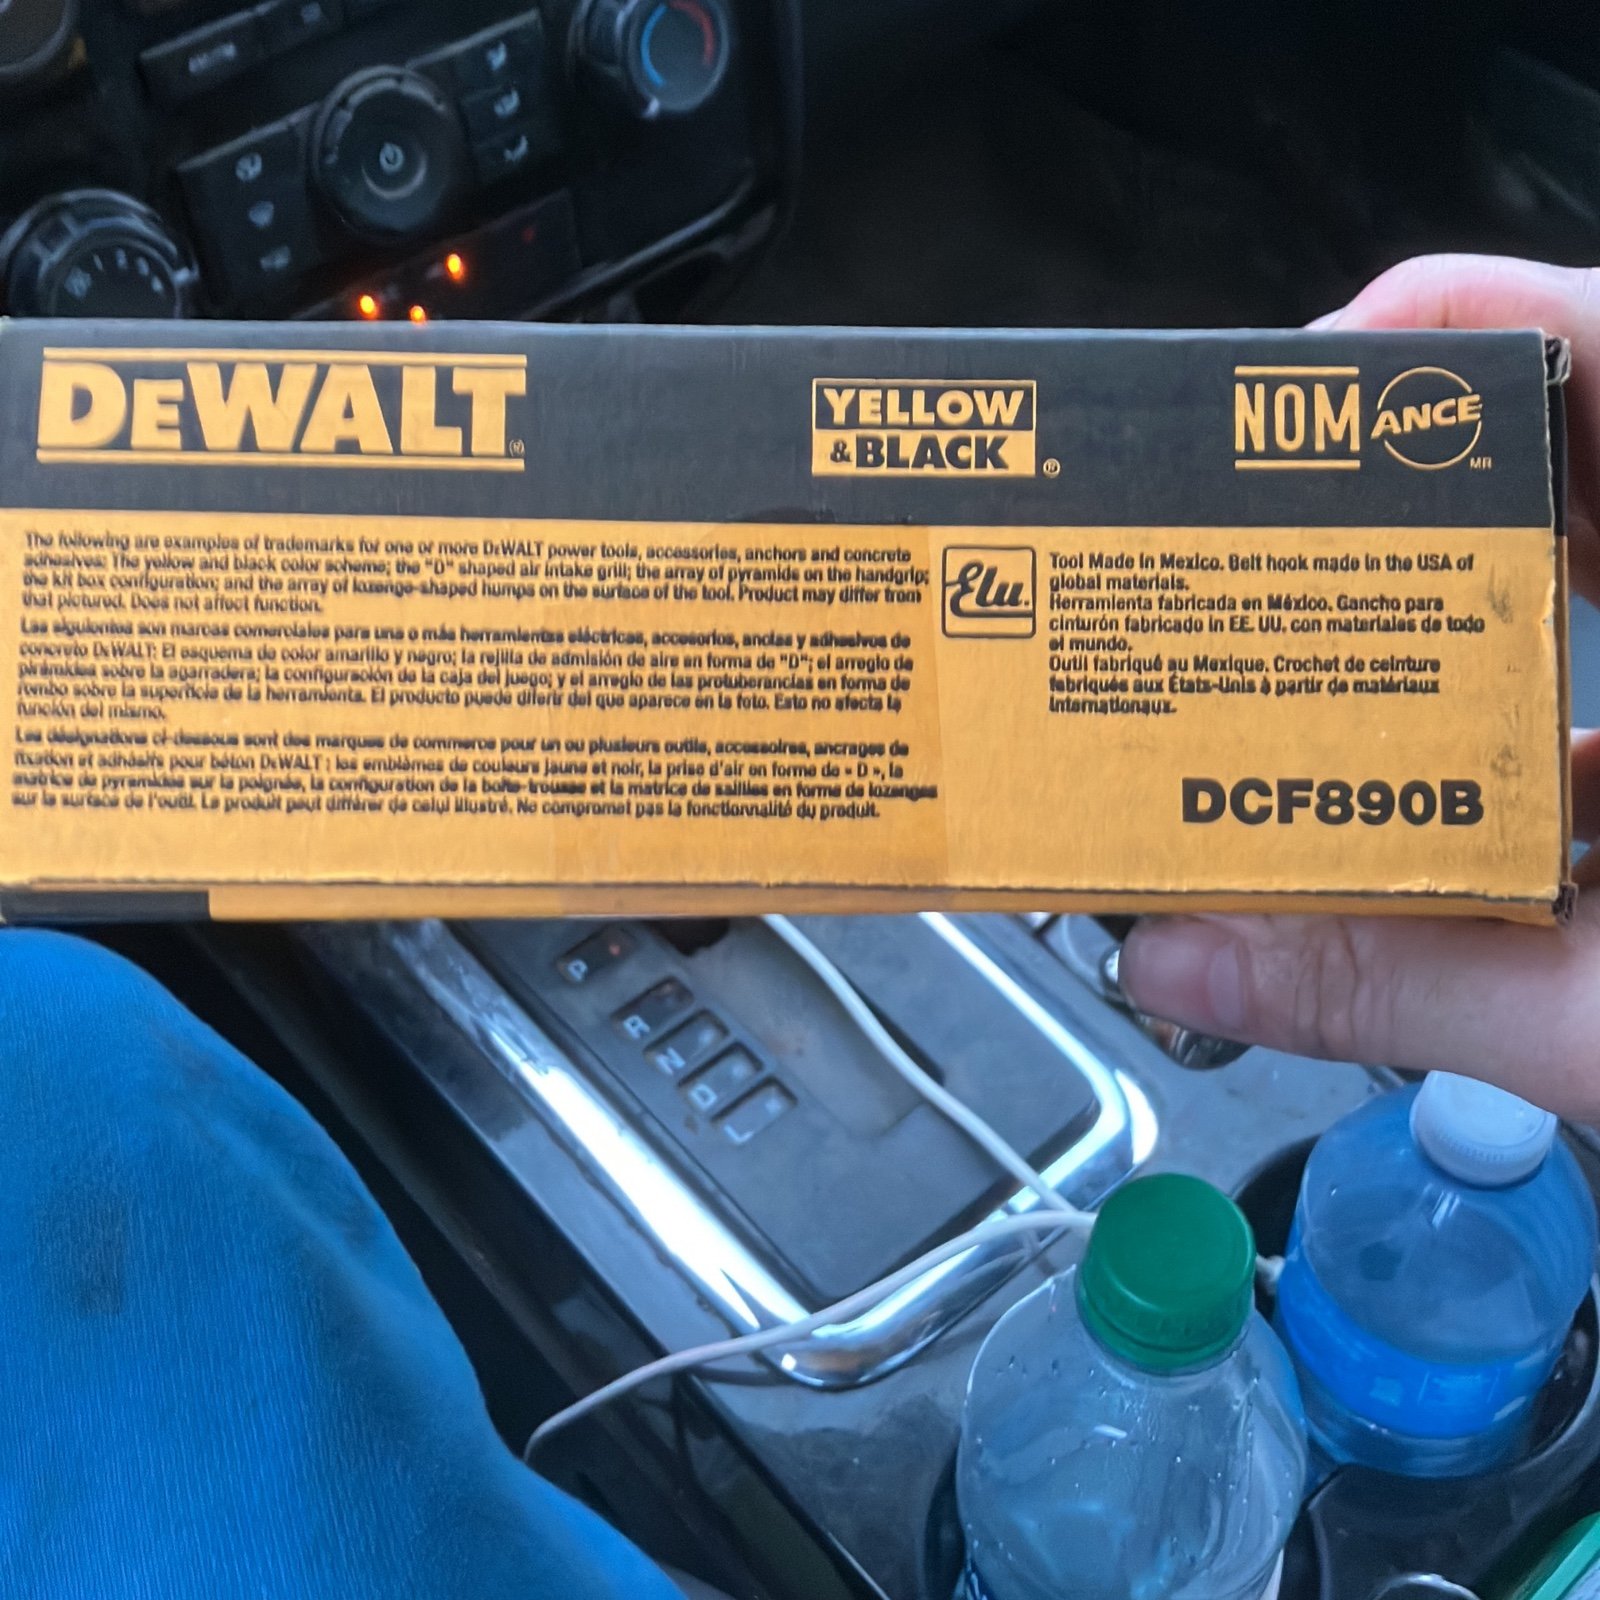 DEWALT®
YELLOW
& BLACK ®
NOM ANCE MR
The following are examples of trademarks for one or more DEWALT power tools, accessories, anchors and concrete
adhesives: The yellow and black color scheme; the "D" shaped air intake grill; the array of pyramids on the handgrip;
the kit box configuration; and the array of lozenge-shaped humps on the surface of the tool. Product may differ from
that pictured. Does not affect function.
Las siguientes son marcas comerciales para una o más herramientas eléctricas, accesorios, anclas y adhesivos de
concreto DEWALT: El esquema de color amarillo y negro; la rejilla de admisión de aire en forma de "D"; el arreglo de
pirámides sobre la agarradera; la configuración de la caja del juego; y el arreglo de las protuberancias en forma de
rombo sobre la superficie de la herramienta. El producto puede diferir del que aparece en la foto. Esto no afecta la
función del mismo.
Les désignations ci-dessous sont des marques de commerce pour un ou plusieurs outils, accessoires, ancrages de
fixation et adhésifs pour béton DEWALT : les emblèmes de couleurs jaune et noir, la prise d'air en forme de « D », la
matrice de pyramides sur la poignée, la configuration de la boîte-trousse et la matrice de saillies en forme de lozanges
sur la surface de l'outil. Le produit peut différer de celui illustré. Ne compromet pas la fonctionnalité du produit.
Elu.
Tool Made in Mexico. Belt hook made in the USA of
global materials.
Herramienta fabricada en México. Gancho para
cinturón fabricado in EE. UU. con materiales de todo
el mundo.
Outil fabriqué au Mexique. Crochet de ceinture
fabriqués aux États-Unis à partir de matériaux
internationaux.
DCF890B
1 2 3 4
P
R
N
D
L